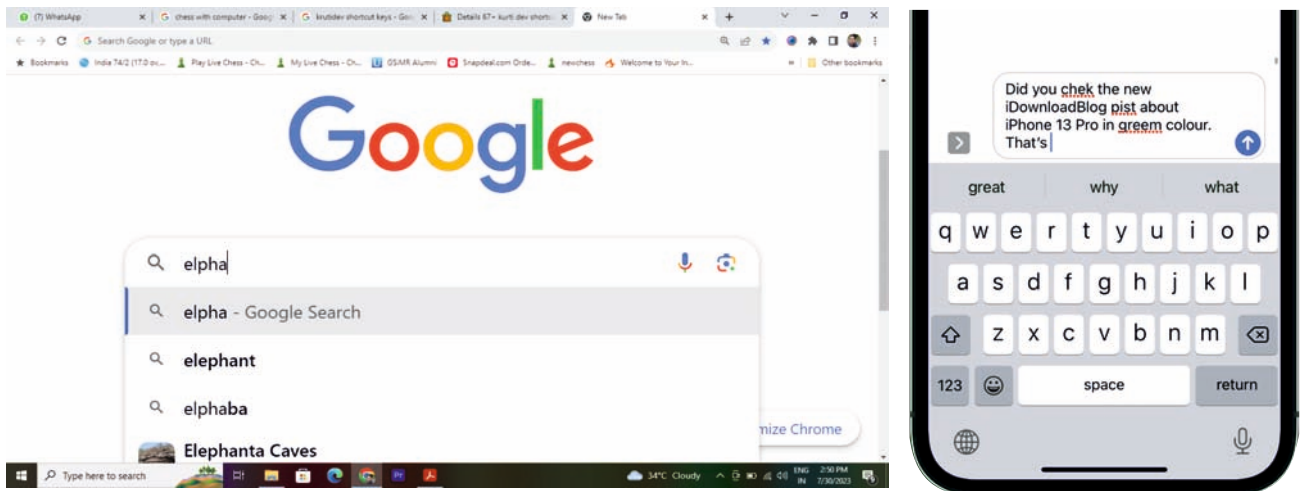 (7) WhatsApp
chess with computer - Goog
krutidev shortcut keys - Goo
Details 67+ kurti dev shortc
New Tab
Search Google or type a URL
Bookmarks
India 74/2 (17.0 ov...
Play Live Chess - Ch...
My Live Chess - Ch...
GSMR Alumni
Snapdeal.com Orde...
newchess
Welcome to Your In...
Other bookmarks
Google
elpha
elpha - Google Search
elephant
elphaba
Elephanta Caves
mize Chrome
Type here to search
34°C Cloudy
ENG
IN
2:50 PM
7/30/2023
Did you chek the new
iDownloadBlog pist about
iPhone 13 Pro in greem colour.
That's
great why what
q w e r t y u i o p
a s d f g h j k l
z x c v b n m
123 space return